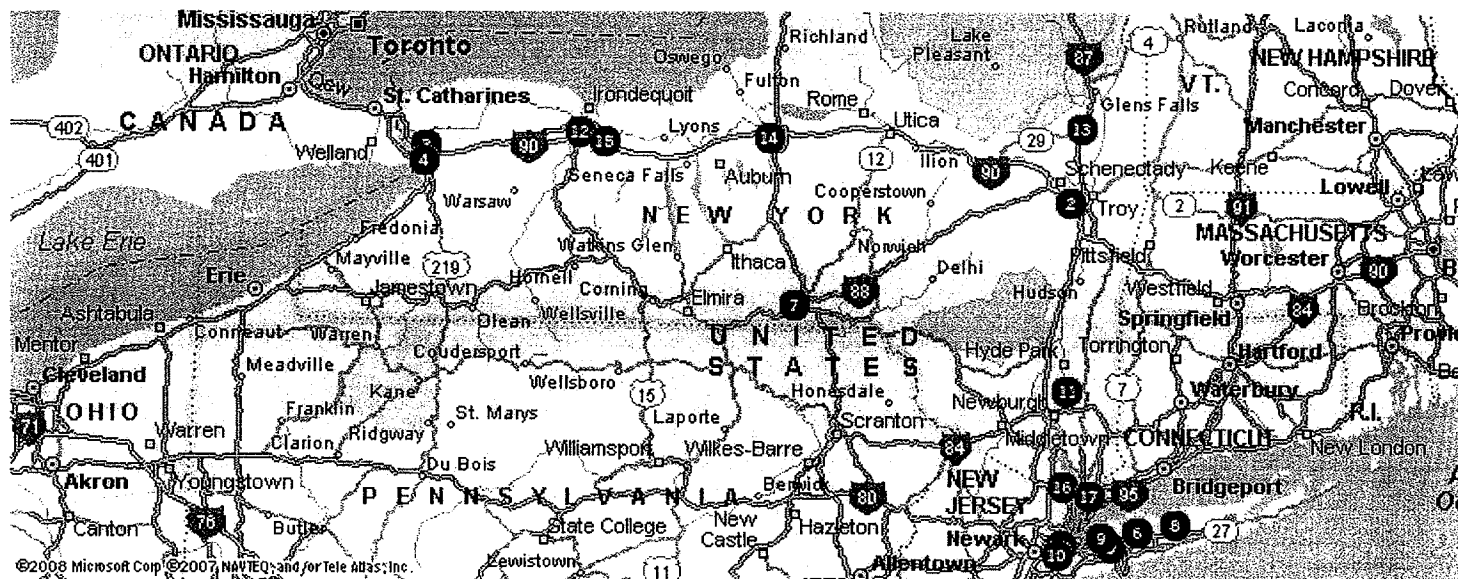 Mississauga
Toronto
ONTARIO
Hamilton
Qew
St. Catharines
CANADA
402
401
Welland
4
90
12
15
Irondequoit
Lyons
Oswego
Fulton
Richland
Rome
Utica
14
Lake
Pleasant
12
Ilion
29
90
87
Glens Falls
13
4
Rutland
Laconia
NEW HAMPSHIRE
V.T.
Concord
Dover
Manchester
Keene
Lowell
Schenectady
Troy
2
2
91
MASSACHUSETTS
Worcester
90
Pittsfield
Westfield
84
Springfield
Brockton
Hartford
Torrington
Waterbury
7
R.I.
New London
CONNECTICUT
Bridgeport
Seneca Falls
Auburn
Cooperstown
NEW YORK
Warsaw
Watkins Glen
Ithaca
Norwich
Delhi
88
7
Hudson
Lake Erie
Erie
Fredonia
Mayville
219
Hornell
Corning
Elmira
Jamestown
Olean
Wellsville
UNITED
STATES
Hyde Park
Ashtabula
Conneaut
Warren
Coudersport
Wellsboro
Honesdale
Mentor
Meadville
Kane
15
Cleveland
Newburgh
OHIO
71
Franklin
St. Marys
Laporte
Scranton
Middletown
Warren
Clarion
Ridgway
Williamsport
Wilkes-Barre
84
Akron
Youngstown
Du Bois
Berwick
80
NEW
JERSEY
16
17
95
PENNSYLVANIA
Canton
76
Butler
State College
New
Castle
Hazleton
Newark
10
9
6
8
27
Lewistown
11
Allentown
©2008 Microsoft Corp ©2007 NAVTEQ, and/or Tele Atlas, Inc.